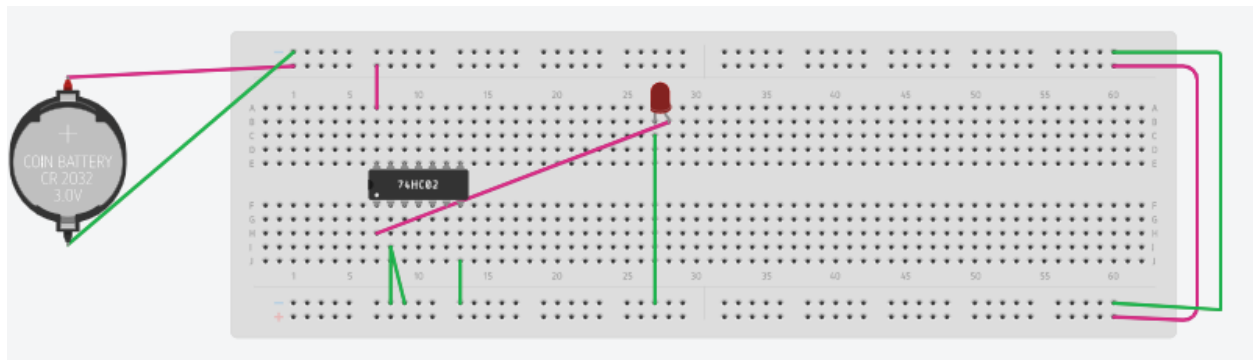 −
1 5 10 15 20 25 30 35 40 45 50 55 60
A A
B B
C C
D D
E E
+
COIN BATTERY
CR 2032
3.0V
74HC02
F F
G G
H H
I I
J J
1 5 10 15 20 25 30 35 40 45 50 55 60
−
+